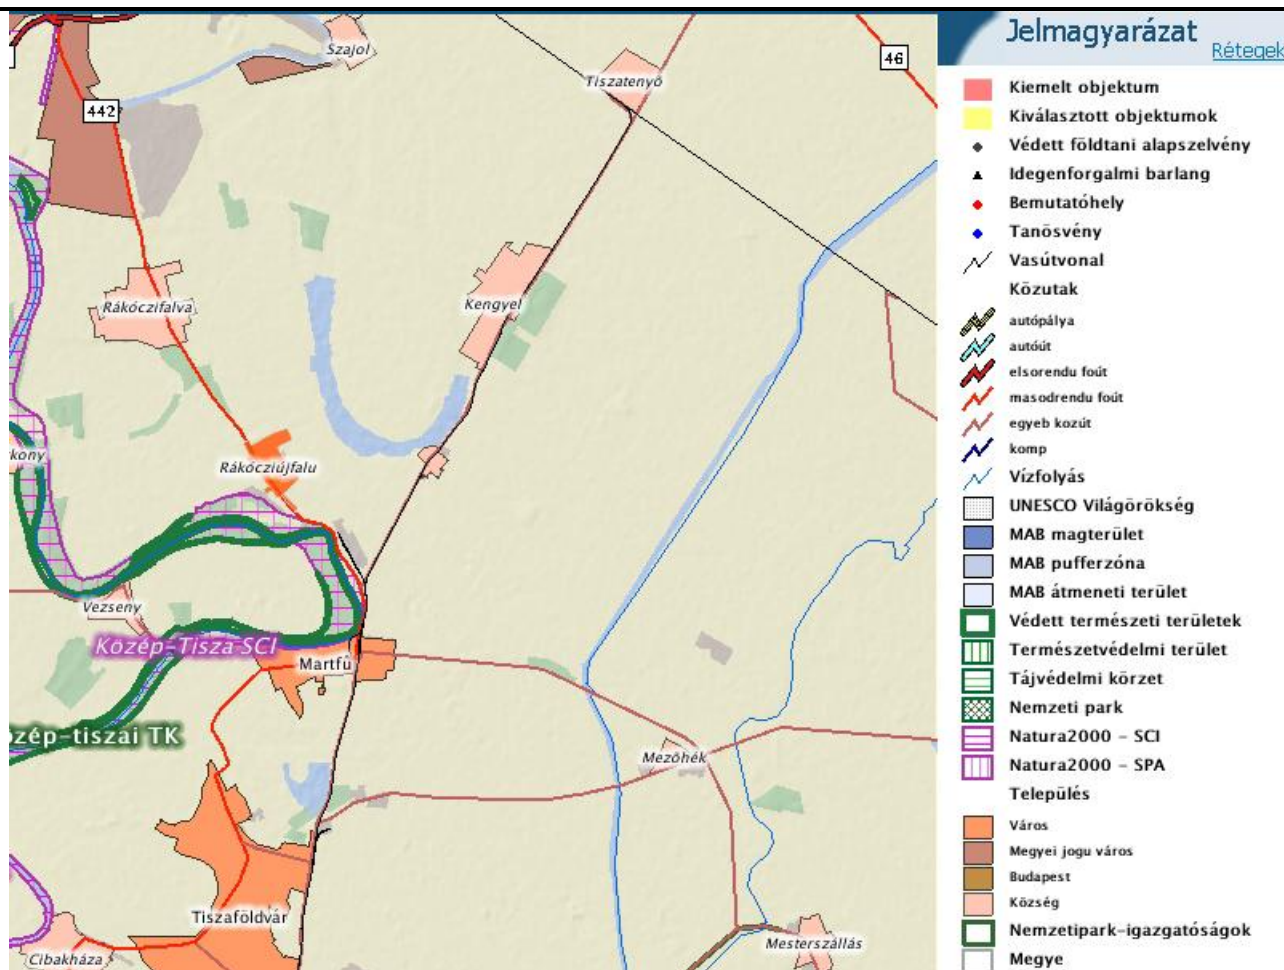 Szajol
Tiszatenyő
46
442
Rákóczifalva
Kengyel
Rákócziújfalu
kony
Vezseny
Közép-Tisza SCI
Martfű
zép-tiszai TK
Mezőhék
Tiszaföldvár
Mesterszállás
Cibakháza
Jelmagyarázat
Rétegek
Kiemelt objektum
Kiválasztott objektumok
Védett földtani alapszelvény
Idegenforgalmi barlang
Bemutatóhely
Tanösvény
Vasútvonal
Közutak
autópálya
autóút
elsorendu foút
masodrendu foút
egyeb kozút
komp
Vízfolyás
UNESCO Világörökség
MAB magterület
MAB pufferzóna
MAB átmeneti terület
Védett természeti területek
Természetvédelmi terület
Tájvédelmi körzet
Nemzeti park
Natura2000 - SCI
Natura2000 - SPA
Település
Város
Megyei jogu város
Budapest
Község
Nemzetipark-igazgatóságok
Megye